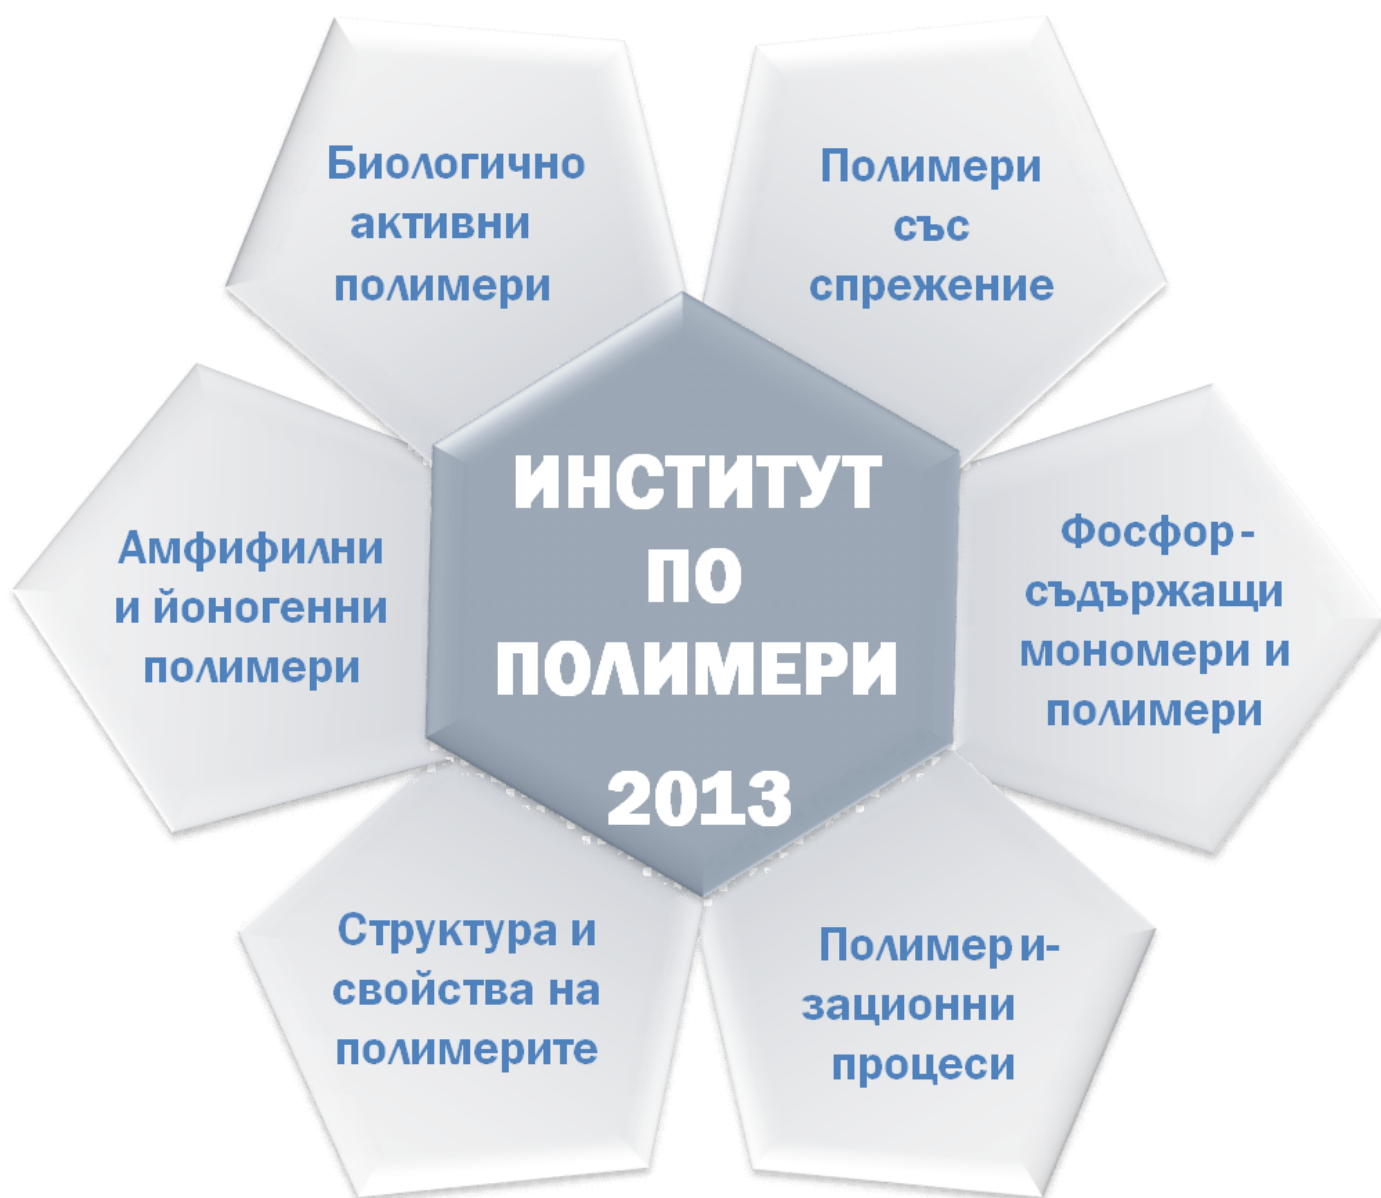 Биологично
активни
полимери
Полимери
със
спрежение
Амфифилни
и йоногенни
полимери
ИНСТИТУТ
ПО
ПОЛИМЕРИ
2013
Фосфор-
съдържащи
мономери и
полимери
Структура и
свойства на
полимерите
Полимери-
зационни
процеси